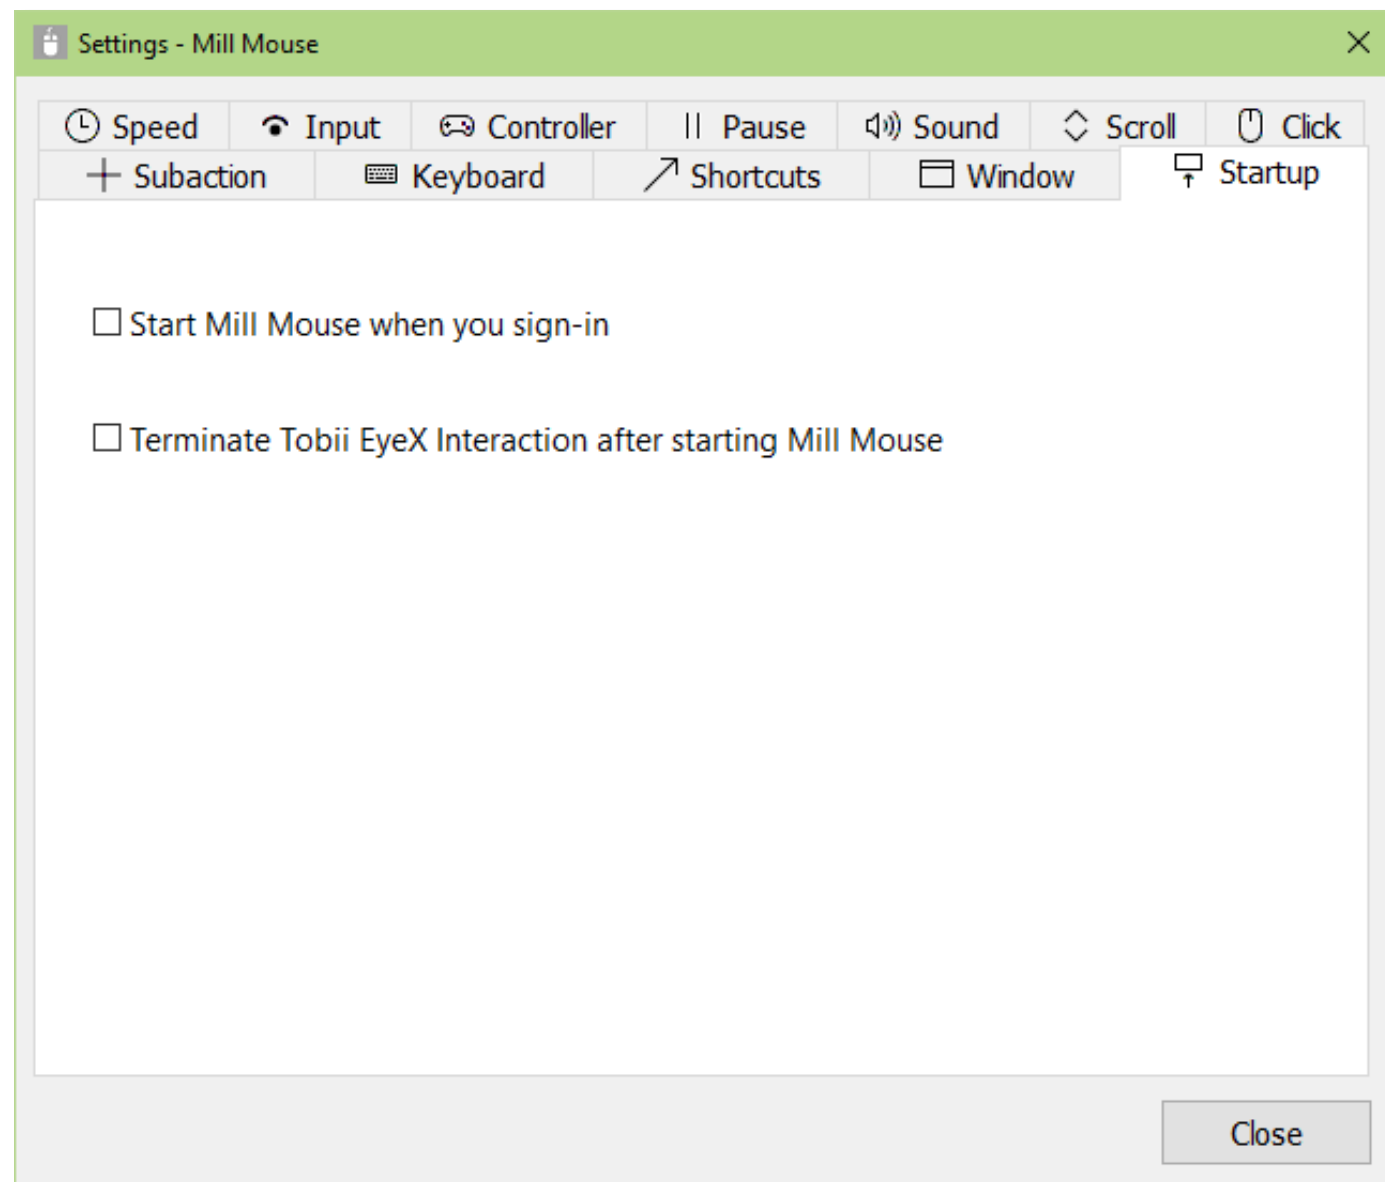 Settings - Mill Mouse
Speed Input Controller Pause Sound Scroll Click
Subaction Keyboard Shortcuts Window Startup
Start Mill Mouse when you sign-in
Terminate Tobii EyeX Interaction after starting Mill Mouse
Close